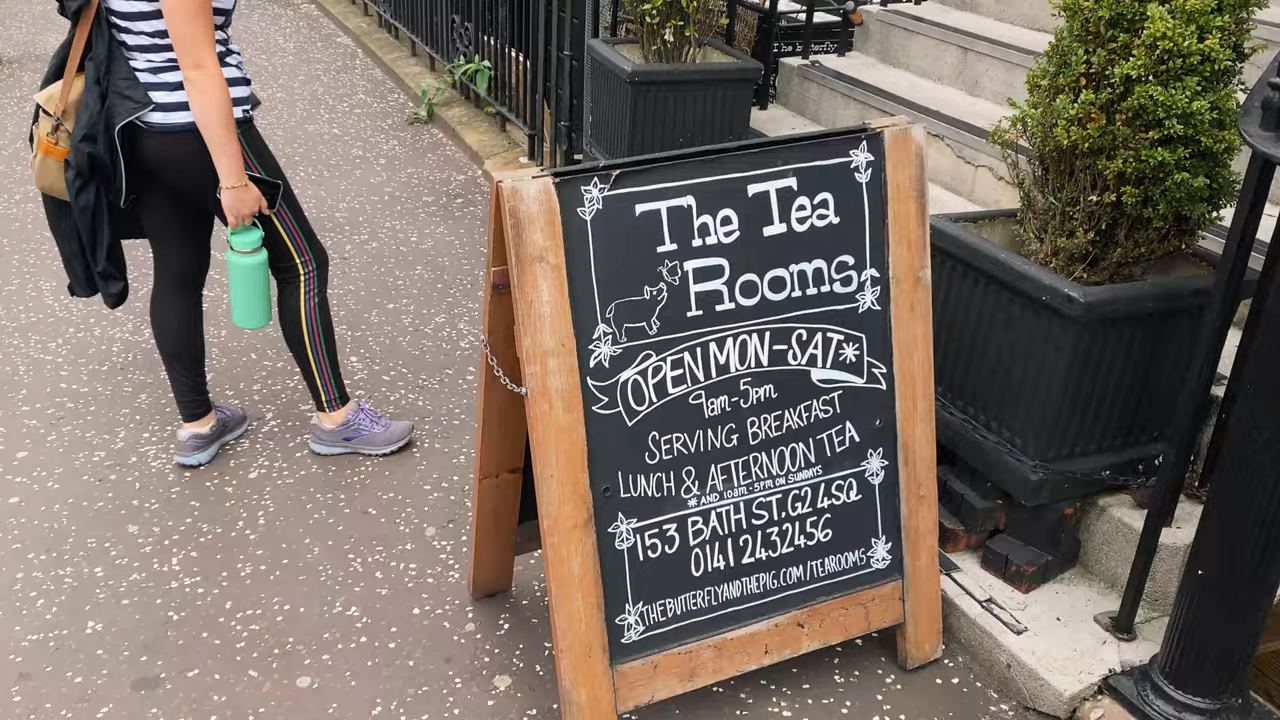 The butterfly
The Tea
Rooms
OPEN MON-SAT*
9am-5pm
SERVING BREAKFAST
LUNCH & AFTERNOON TEA
*AND 10am-5PM ON SUNDAYS
153 BATH ST. G2 4SQ
0141 2432456
THEBUTTERFLYANDTHEPIG.COM/TEAROOMS